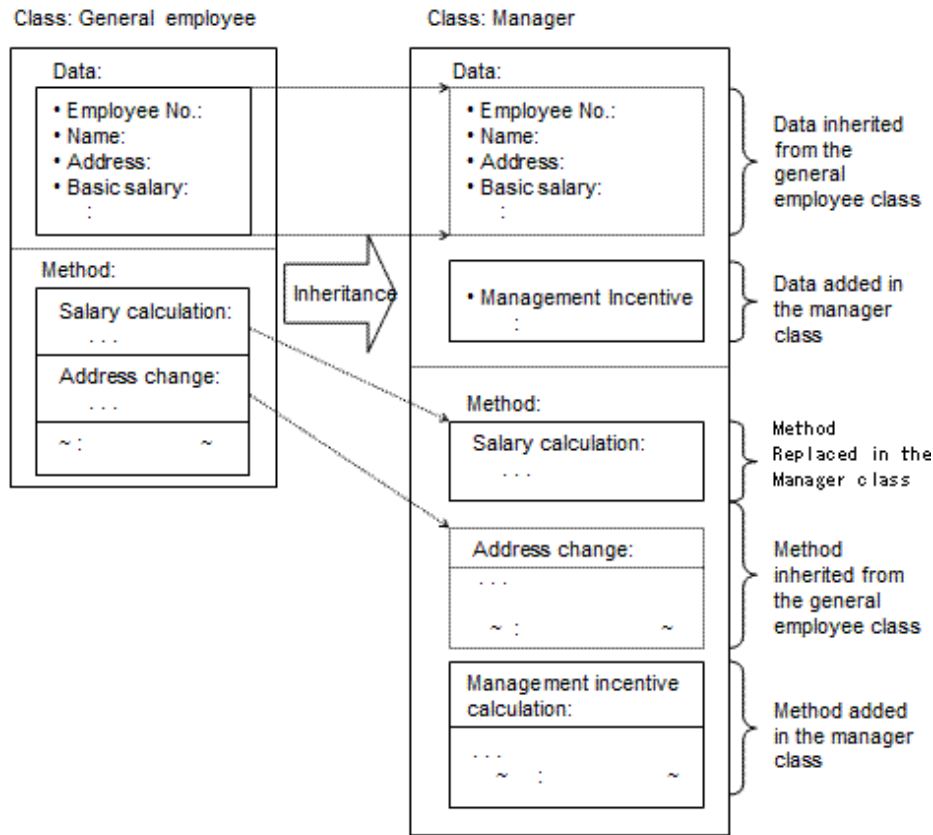 Class: General employee
Data:
• Employee No.:
• Name:
• Address:
• Basic salary:
:
Method:
Salary calculation:
. . .
Address change:
. . .
~ : ~
Inheritance
Class: Manager
Data:
• Employee No.:
• Name:
• Address:
• Basic salary:
:
Data inherited
from the
general
employee class
• Management Incentive
:
Data added in
the manager
class
Method:
Salary calculation:
. . .
Method
Replaced in the
Manager class
Address change:
. . .
~ : ~
Method
inherited from
the general
employee class
Management incentive
calculation:
. . .
~ : ~
Method added
in the manager
class